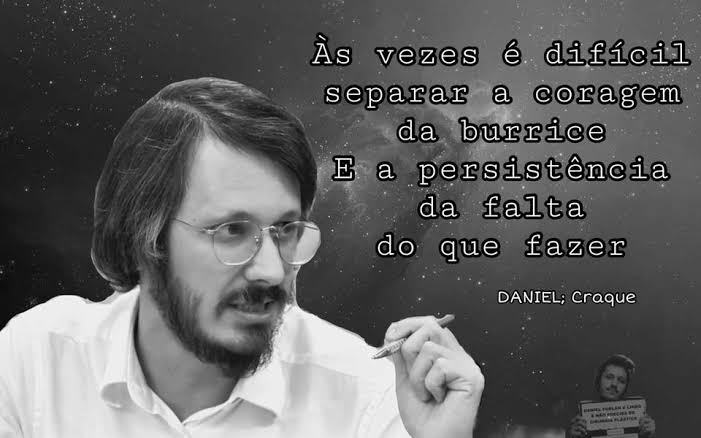 Às vezes é difícil
separar a coragem
da burrice
E a persistência
da falta
do que fazer
DANIEL; Craque
DANIEL FURLAN É LINDO
E NÃO PRECISA DE
CIRURGIA PLÁSTICA